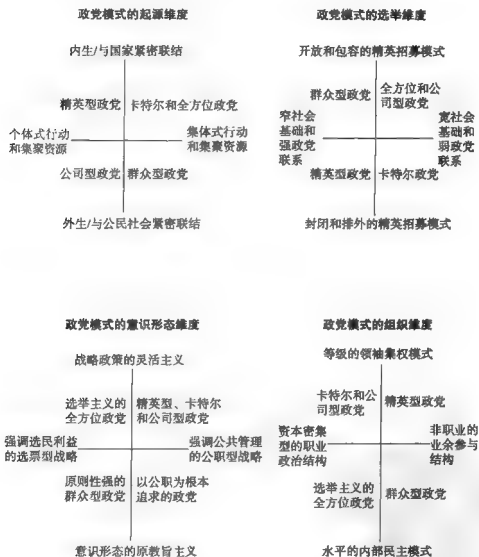 政党模式的起源维度
内生/与国家紧密联结
精英型政党
卡特尔和全方位政党
个体式行动
和集聚资源
集体式行动
和集聚资源
公司型政党
群众型政党
外生/与公民社会紧密联结
政党模式的选举维度
开放和包容的精英招募模式
群众型政党
全方位和公
司型政党
窄社会
基础和
强政党
联系
宽社会
基础和
弱政党
联系
精英型政党
卡特尔政党
封闭和排外的精英招募模式
政党模式的意识形态维度
战略政策的灵活主义
选举主义的
全方位政党
精英型、卡特尔
和公司型政党
强调选民利益
的选票型战略
强调公共管理
的公职型战略
原则性强的
群众型政党
以公职为根本
追求的政党
意识形态的原教旨主义
政党模式的组织维度
等级的领袖集权模式
卡特尔和公
司型政党
精英型政党
资本密集
型的职业
政治结构
非职业的
业余参与
结构
选举主义的
全方位政党
群众型政党
水平的内部民主模式